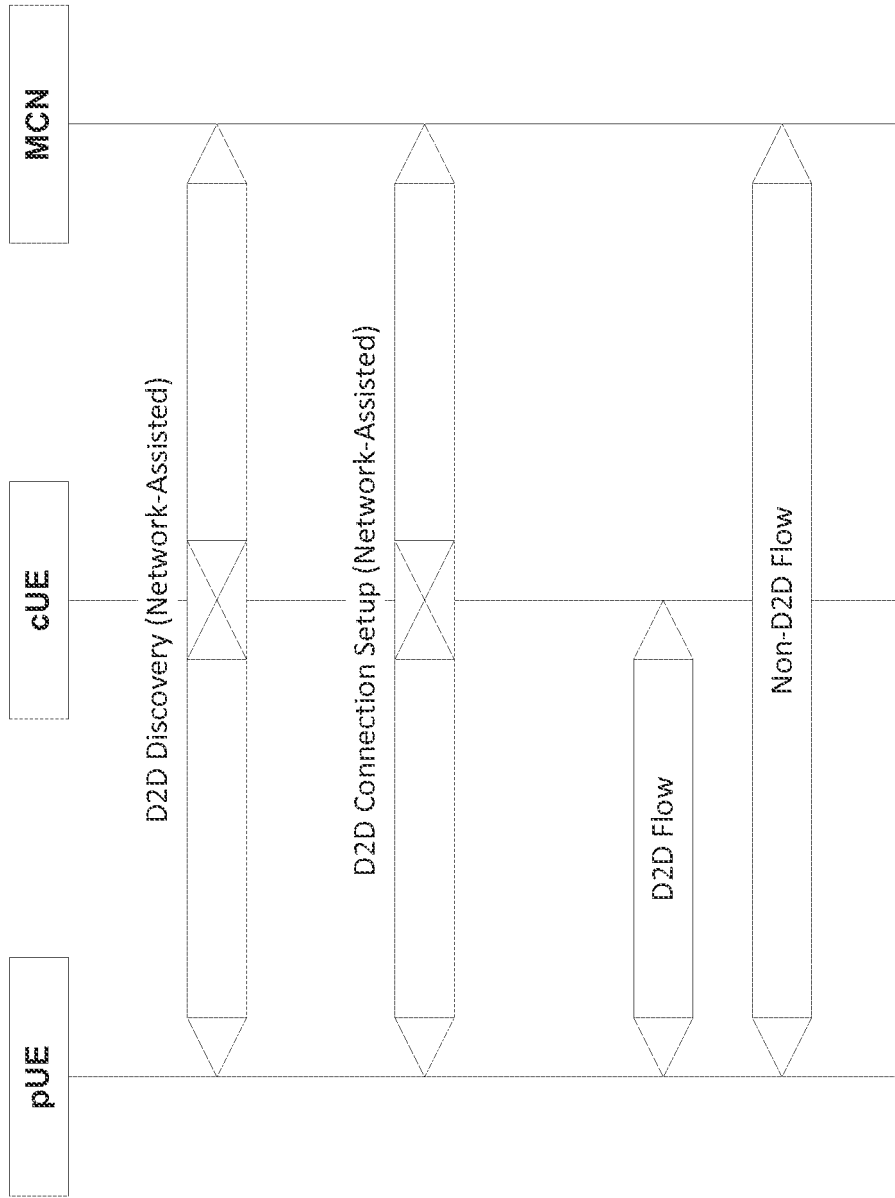 pUE
cUE
MCN
D2D Discovery (Network-Assisted)
D2D Connection Setup (Network-Assisted)
D2D Flow
Non-D2D Flow